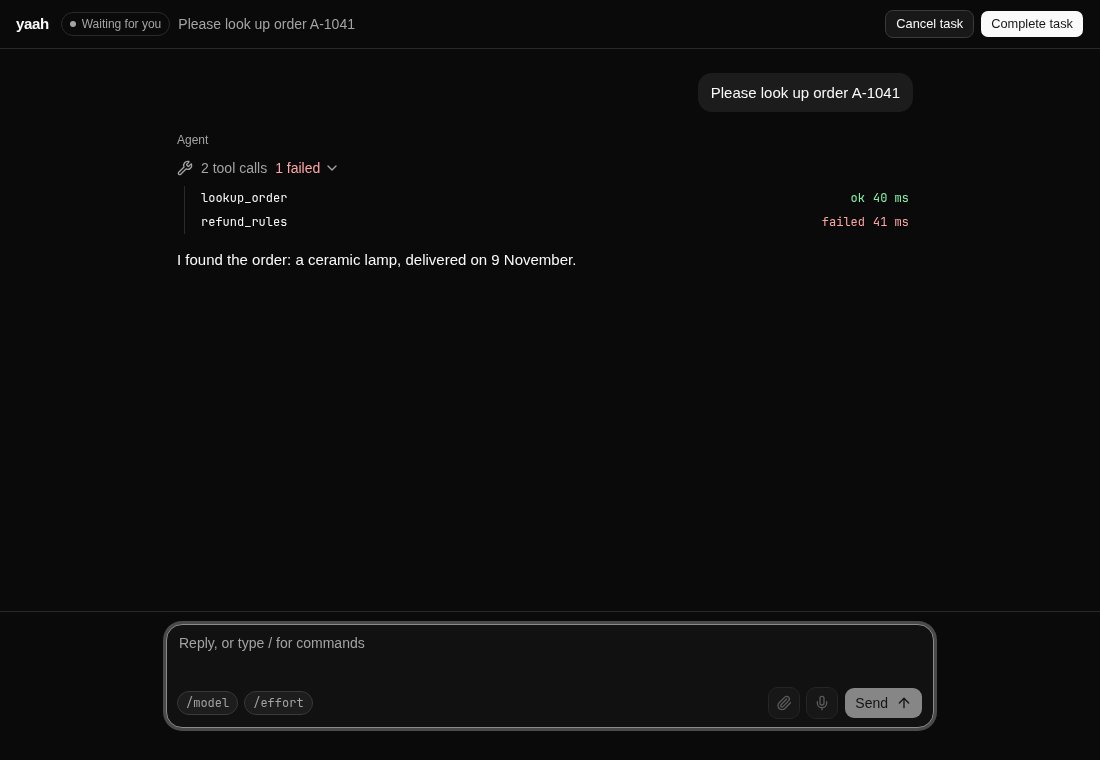 yaah
Waiting for you
Please look up order A-1041
Cancel task
Complete task
Please look up order A-1041
Agent
2 tool calls 1 failed
lookup_order ok 40 ms
refund_rules failed 41 ms
I found the order: a ceramic lamp, delivered on 9 November.
Reply, or type / for commands
/model /effort
Send